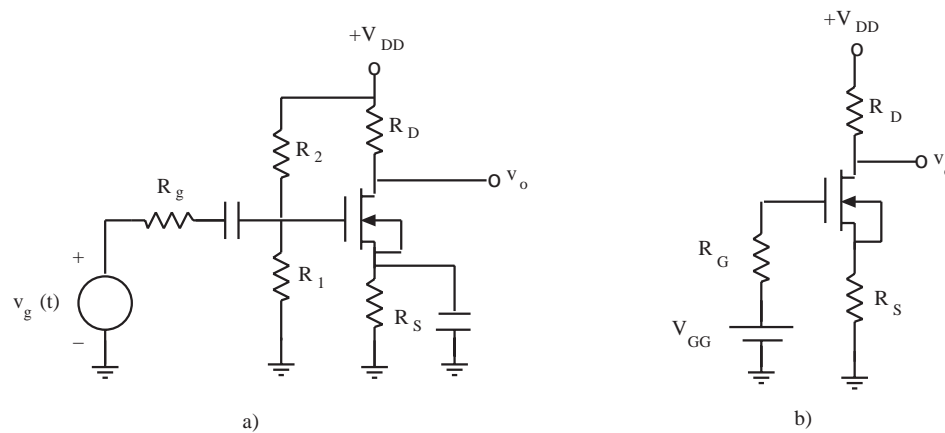 +V DD
R 2
R D
v o
R g
R 1
R S
+
v g (t)
−
a)
+V DD
R D
v o
R G
R S
V GG
b)